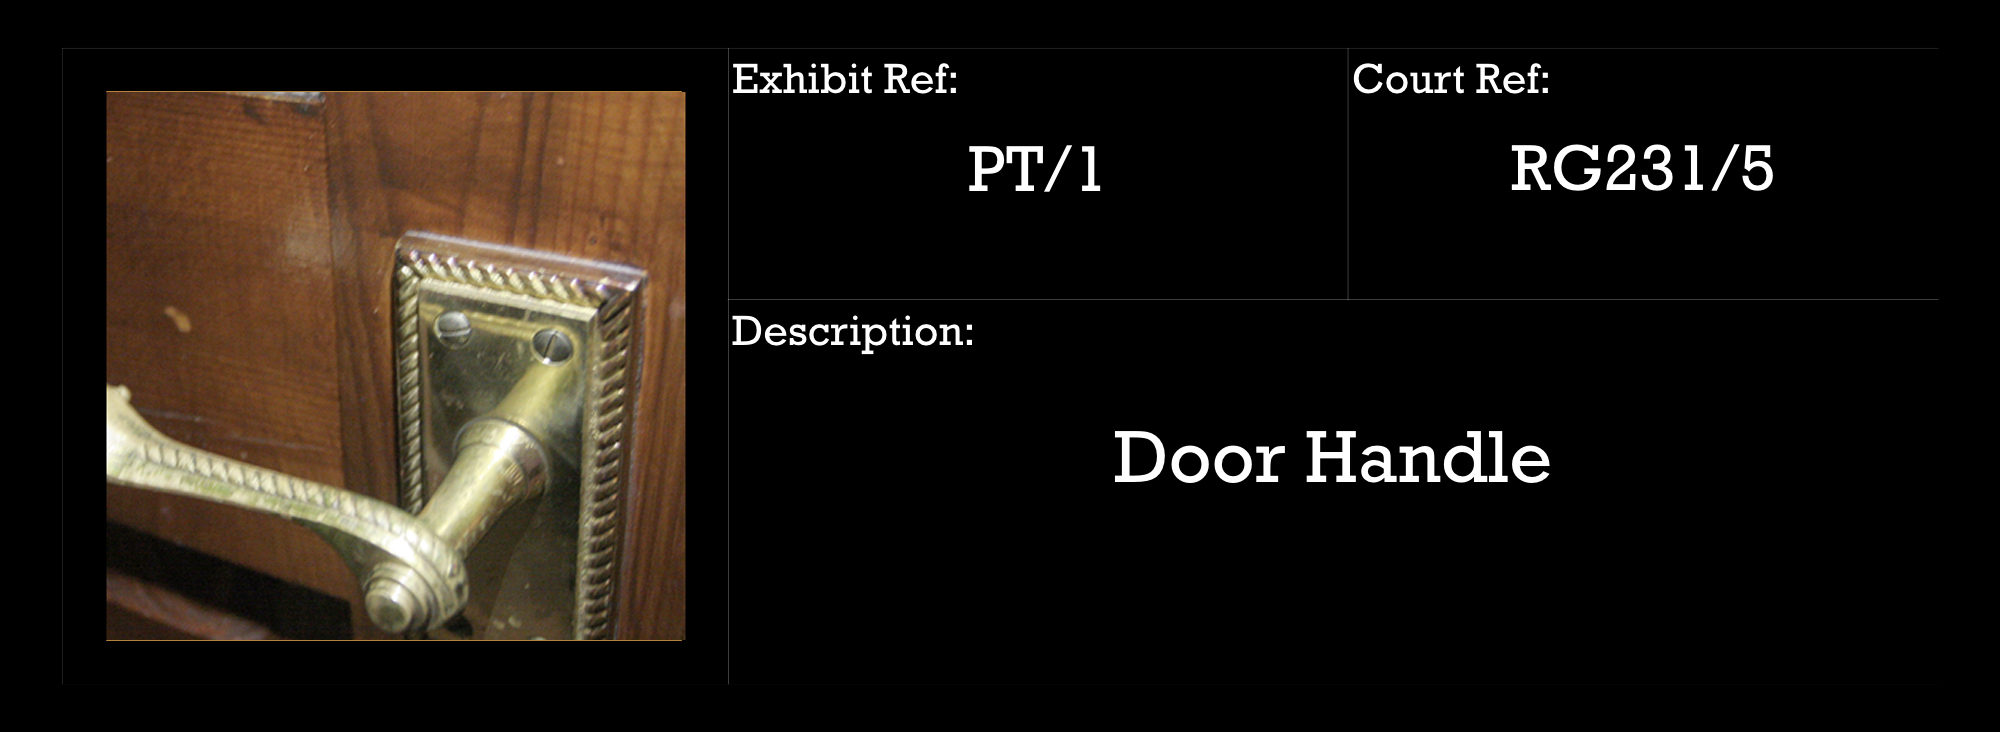 Exhibit Ref:
PT/1
Court Ref:
RG231/5
Description:
Door Handle